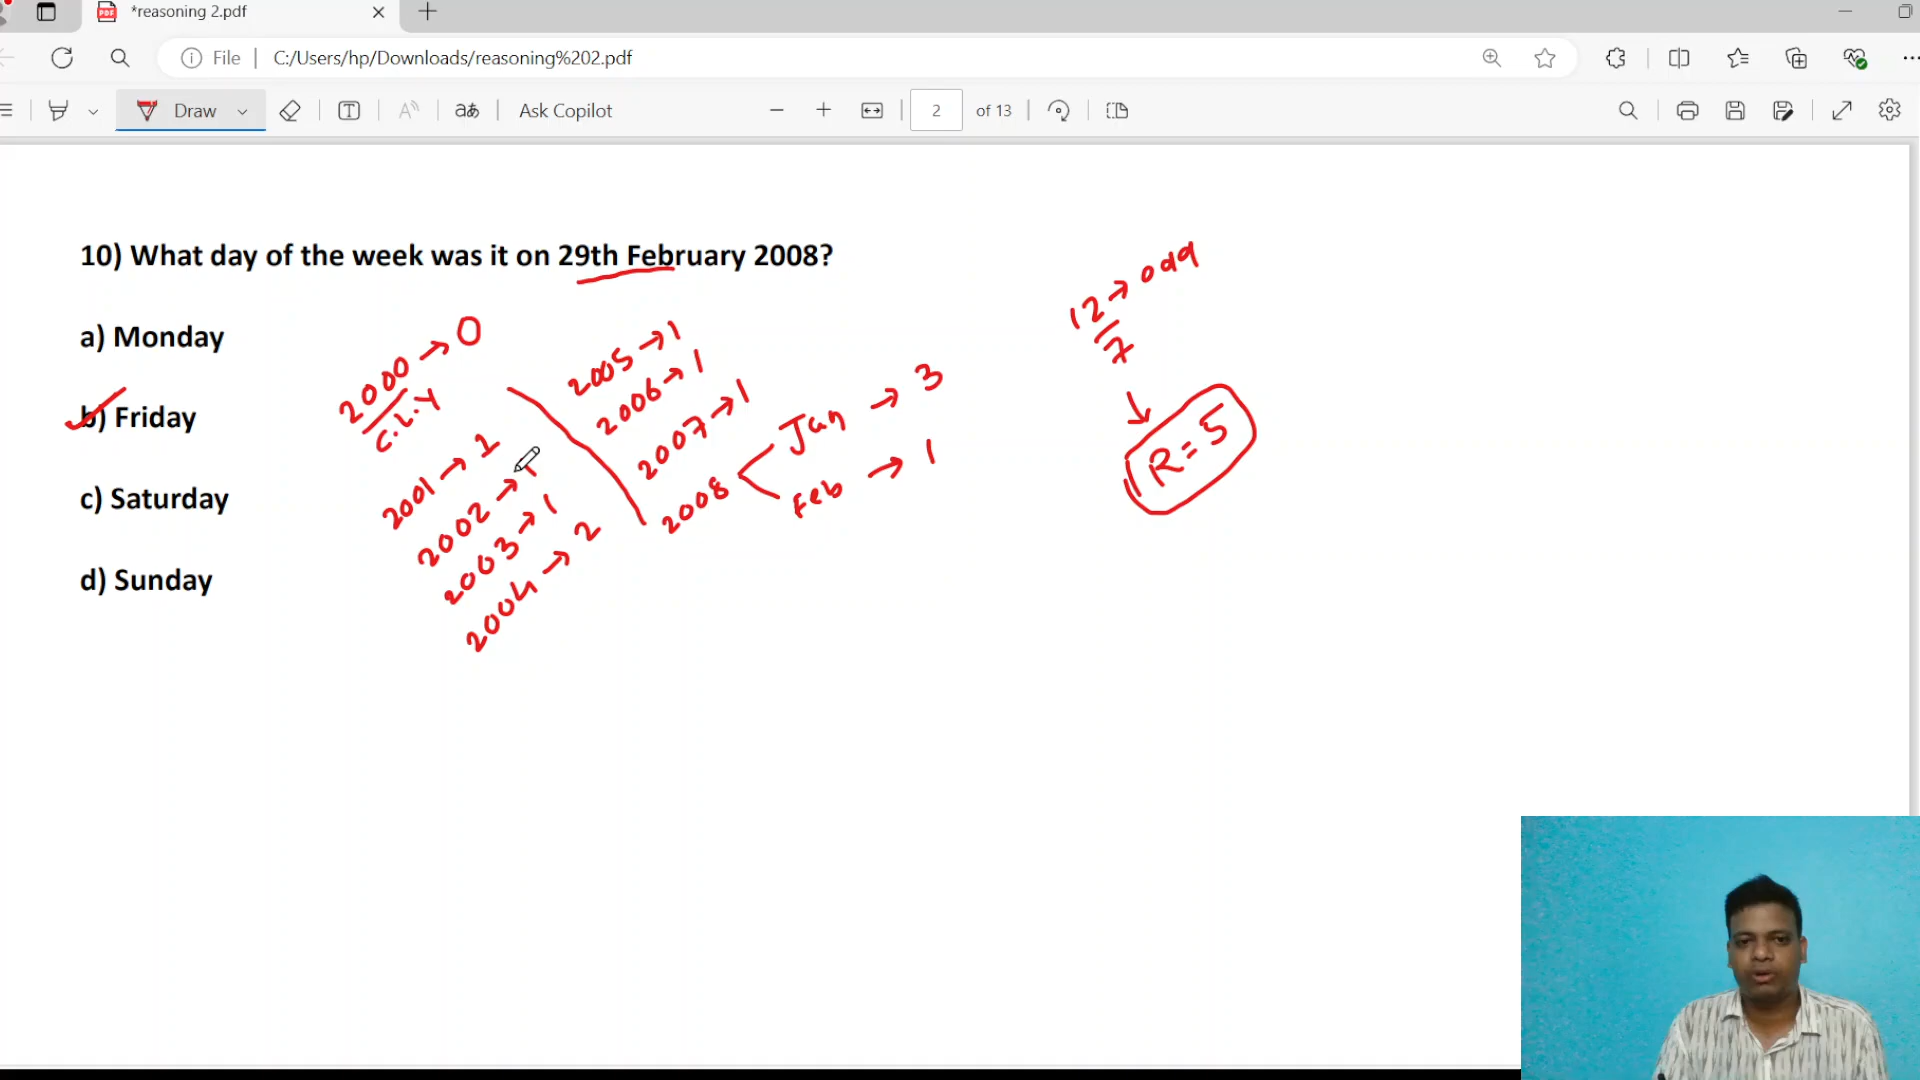 *reasoning 2.pdf
File
C:/Users/hp/Downloads/reasoning%202.pdf
Draw
Ask Copilot
2
of 13
10) What day of the week was it on 29th February 2008?
a) Monday
b) Friday
c) Saturday
d) Sunday
2000 → 0
C.L.Y
2001 → 1
2002 → 1
2003 → 1
2004 → 2
2005 → 1
2006 → 1
2007 → 1
2008
Jan → 3
Feb → 1
12 → odd
7
R = 5